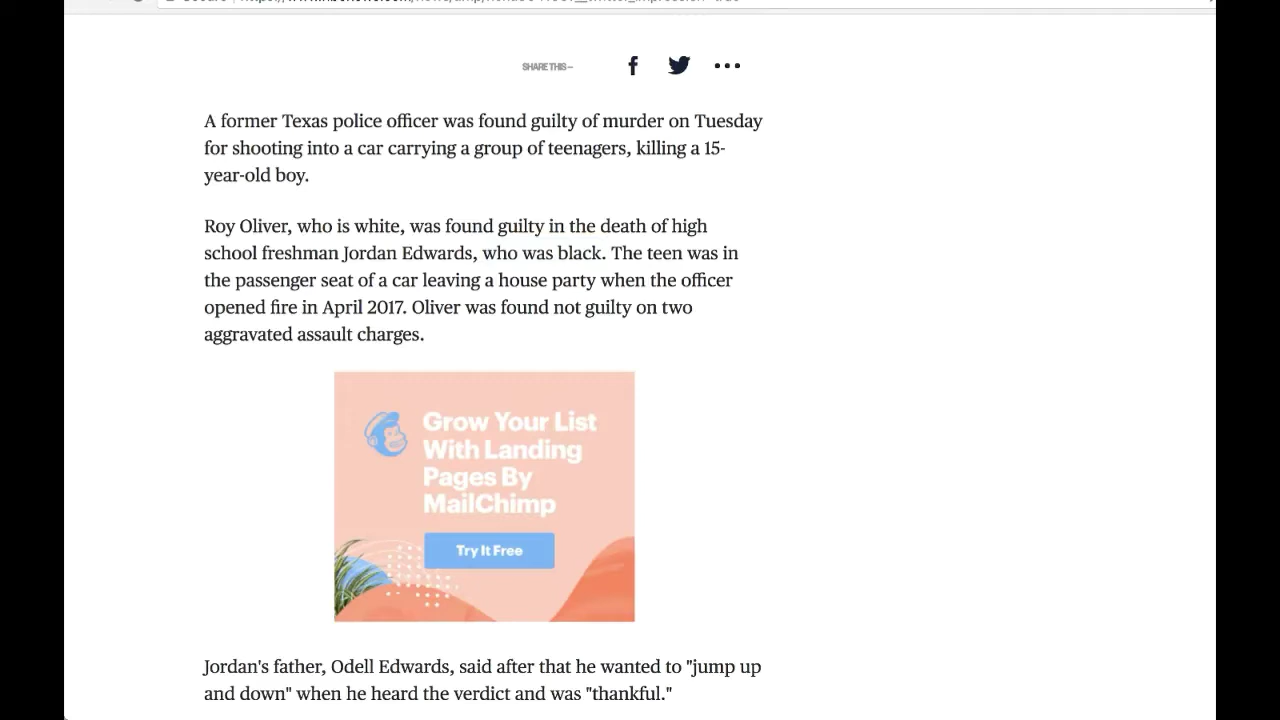 SHARE THIS —
A former Texas police officer was found guilty of murder on Tuesday
for shooting into a car carrying a group of teenagers, killing a 15-
year-old boy.
Roy Oliver, who is white, was found guilty in the death of high
school freshman Jordan Edwards, who was black. The teen was in
the passenger seat of a car leaving a house party when the officer
opened fire in April 2017. Oliver was found not guilty on two
aggravated assault charges.
Grow Your List
With Landing
Pages By
MailChimp
Try It Free
Jordan's father, Odell Edwards, said after that he wanted to "jump up
and down" when he heard the verdict and was "thankful."